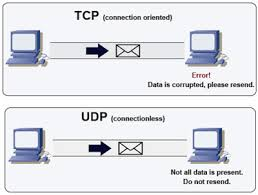 TCP (connection oriented)
Error!
Data is corrupted, please resend.
UDP (connectionless)
Not all data is present.
Do not resend.